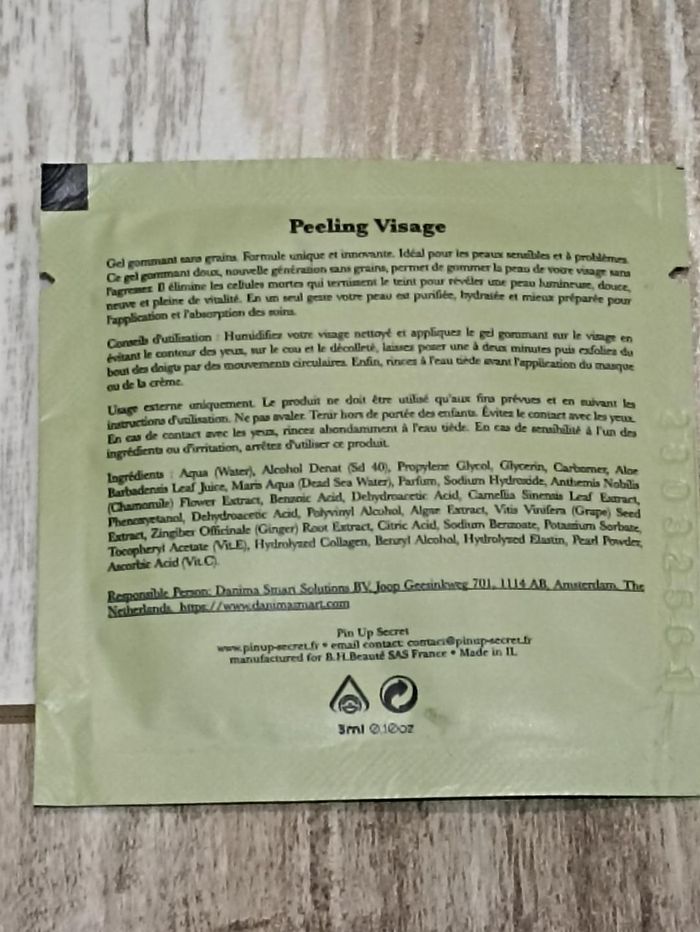 Peeling Visage
Gel gommant sans grains. Formule unique et innovante. Idéal pour les peaux sensibles et à problèmes.
Ce gel gommant doux, nouvelle génération sans grains, permet de gommer la peau de votre visage sans
l'agresser. Il élimine les cellules mortes qui ternissent le teint pour révéler une peau lumineuse, douce,
neuve et pleine de vitalité. En un seul geste votre peau est purifiée, hydratée et mieux préparée pour
l'application et l'absorption des soins.
Conseils d'utilisation : Humidifiez votre visage nettoyé et appliquez le gel gommant sur le visage en
évitant le contour des yeux, sur le cou et le décolleté, laissez poser une à deux minutes puis exfoliez du
bout des doigts par des mouvements circulaires. Enfin, rincez à l'eau tiède avant l'application du masque
ou de la crème.
Usage externe uniquement. Le produit ne doit être utilisé qu'aux fins prévues et en suivant les
instructions d'utilisation. Ne pas avaler. Tenir hors de portée des enfants. Évitez le contact avec les yeux.
En cas de contact avec les yeux, rincez abondamment à l'eau tiède. En cas de sensibilité à l'un des
ingrédients ou d'irritation, arrêtez d'utiliser ce produit.
Ingrédients : Aqua (Water), Alcohol Denat (Sd 40), Propylene Glycol, Glycerin, Carbomer, Aloe
Barbadensis Leaf Juice, Maris Aqua (Dead Sea Water), Parfum, Sodium Hydroxide, Anthemis Nobilis
(Chamomile) Flower Extract, Benzoic Acid, Dehydroacetic Acid, Camellia Sinensis Leaf Extract,
Phenoxyetanol, Dehydroacetic Acid, Polyvinyl Alcohol, Algae Extract, Vitis Vinifera (Grape) Seed
Extract, Zingiber Officinale (Ginger) Root Extract, Citric Acid, Sodium Benzoate, Potassium Sorbate,
Tocopheryl Acetate (Vit.E), Hydrolyzed Collagen, Benzyl Alcohol, Hydrolyzed Elastin, Pearl Powder,
Ascorbic Acid (Vit.C).
Responsible Person: Danima Smart Solutions BV, Joop Geesinkweg 701, 1114 AB, Amsterdam, The
Netherlands, https://www.danimasmart.com
Pin Up Secret
www.pinup-secret.fr • email contact: contact@pinup-secret.fr
manufactured for B.H.Beauté SAS France • Made in IL
3ml 0.10oz